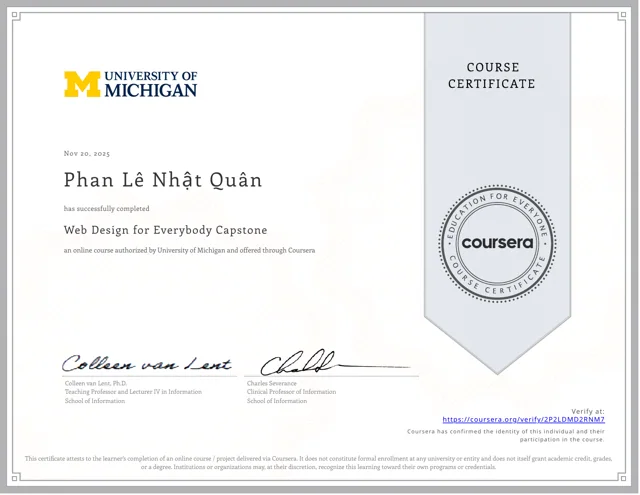 UNIVERSITY OF
MICHIGAN
COURSE
CERTIFICATE
Nov 20, 2025
Phan Lê Nhật Quân
has successfully completed
Web Design for Everybody Capstone
an online course authorized by University of Michigan and offered through Coursera
EDUCATION FOR EVERYONE
coursera
COURSE CERTIFICATE
Colleen van Lent
Colleen van Lent, Ph.D.
Teaching Professor and Lecturer IV in Information
School of Information
Charles Severance
Clinical Professor of Information
School of Information
Verify at:
https://coursera.org/verify/2P2LDMD2RNM7
Coursera has confirmed the identity of this individual and their
participation in the course.
This certificate attests to the learner's completion of an online course / project delivered via Coursera. It does not constitute formal enrollment at any university or entity and does not itself grant academic credit, grades,
or a degree. Institutions or organizations may, at their discretion, recognize this learning toward their own programs or credentials.